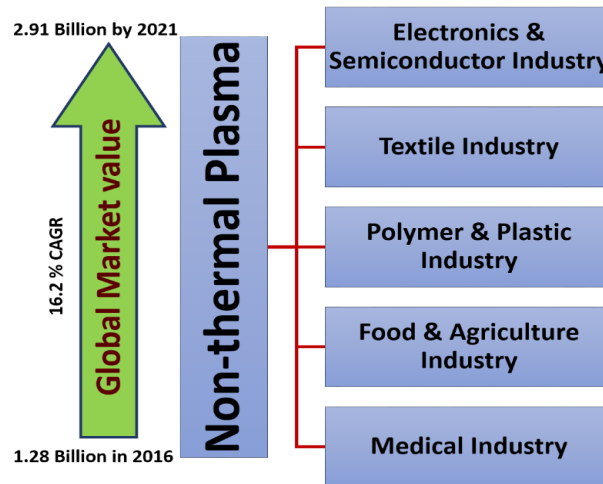 2.91 Billion by 2021
Global Market value
16.2 % CAGR
1.28 Billion in 2016
Non-thermal Plasma
Electronics &
Semiconductor Industry
Textile Industry
Polymer & Plastic
Industry
Food & Agriculture
Industry
Medical Industry